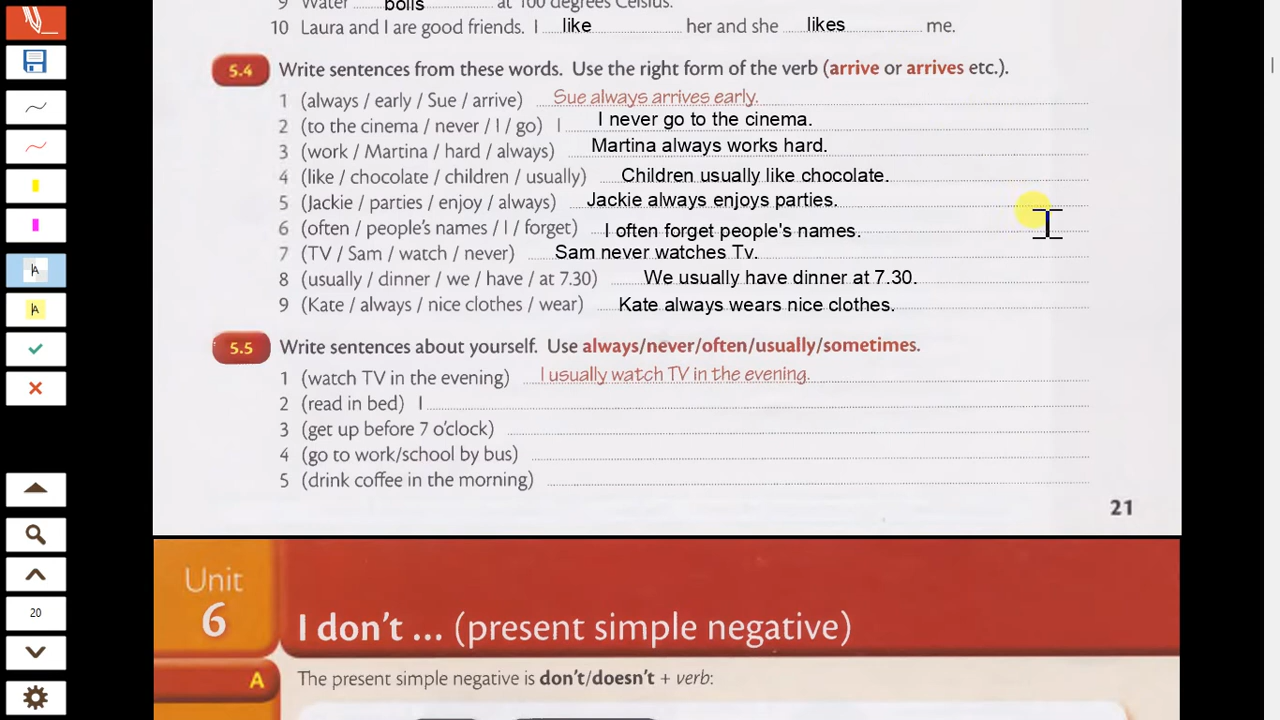 9 Water boils at 100 degrees Celsius.
10 Laura and I are good friends. I like her and she likes me.
5.4 Write sentences from these words. Use the right form of the verb (arrive or arrives etc.).
1 (always / early / Sue / arrive) Sue always arrives early.
2 (to the cinema / never / I / go) I I never go to the cinema.
3 (work / Martina / hard / always) Martina always works hard.
4 (like / chocolate / children / usually) Children usually like chocolate.
5 (Jackie / parties / enjoy / always) Jackie always enjoys parties.
6 (often / people's names / I / forget) I often forget people's names.
7 (TV / Sam / watch / never) Sam never watches Tv.
8 (usually / dinner / we / have / at 7.30) We usually have dinner at 7.30.
9 (Kate / always / nice clothes / wear) Kate always wears nice clothes.
5.5 Write sentences about yourself. Use always/never/often/usually/sometimes.
1 (watch TV in the evening) I usually watch TV in the evening.
2 (read in bed) I
3 (get up before 7 o'clock)
4 (go to work/school by bus)
5 (drink coffee in the morning)
21
20
Unit
6
I don't ... (present simple negative)
A
The present simple negative is don't/doesn't + verb: